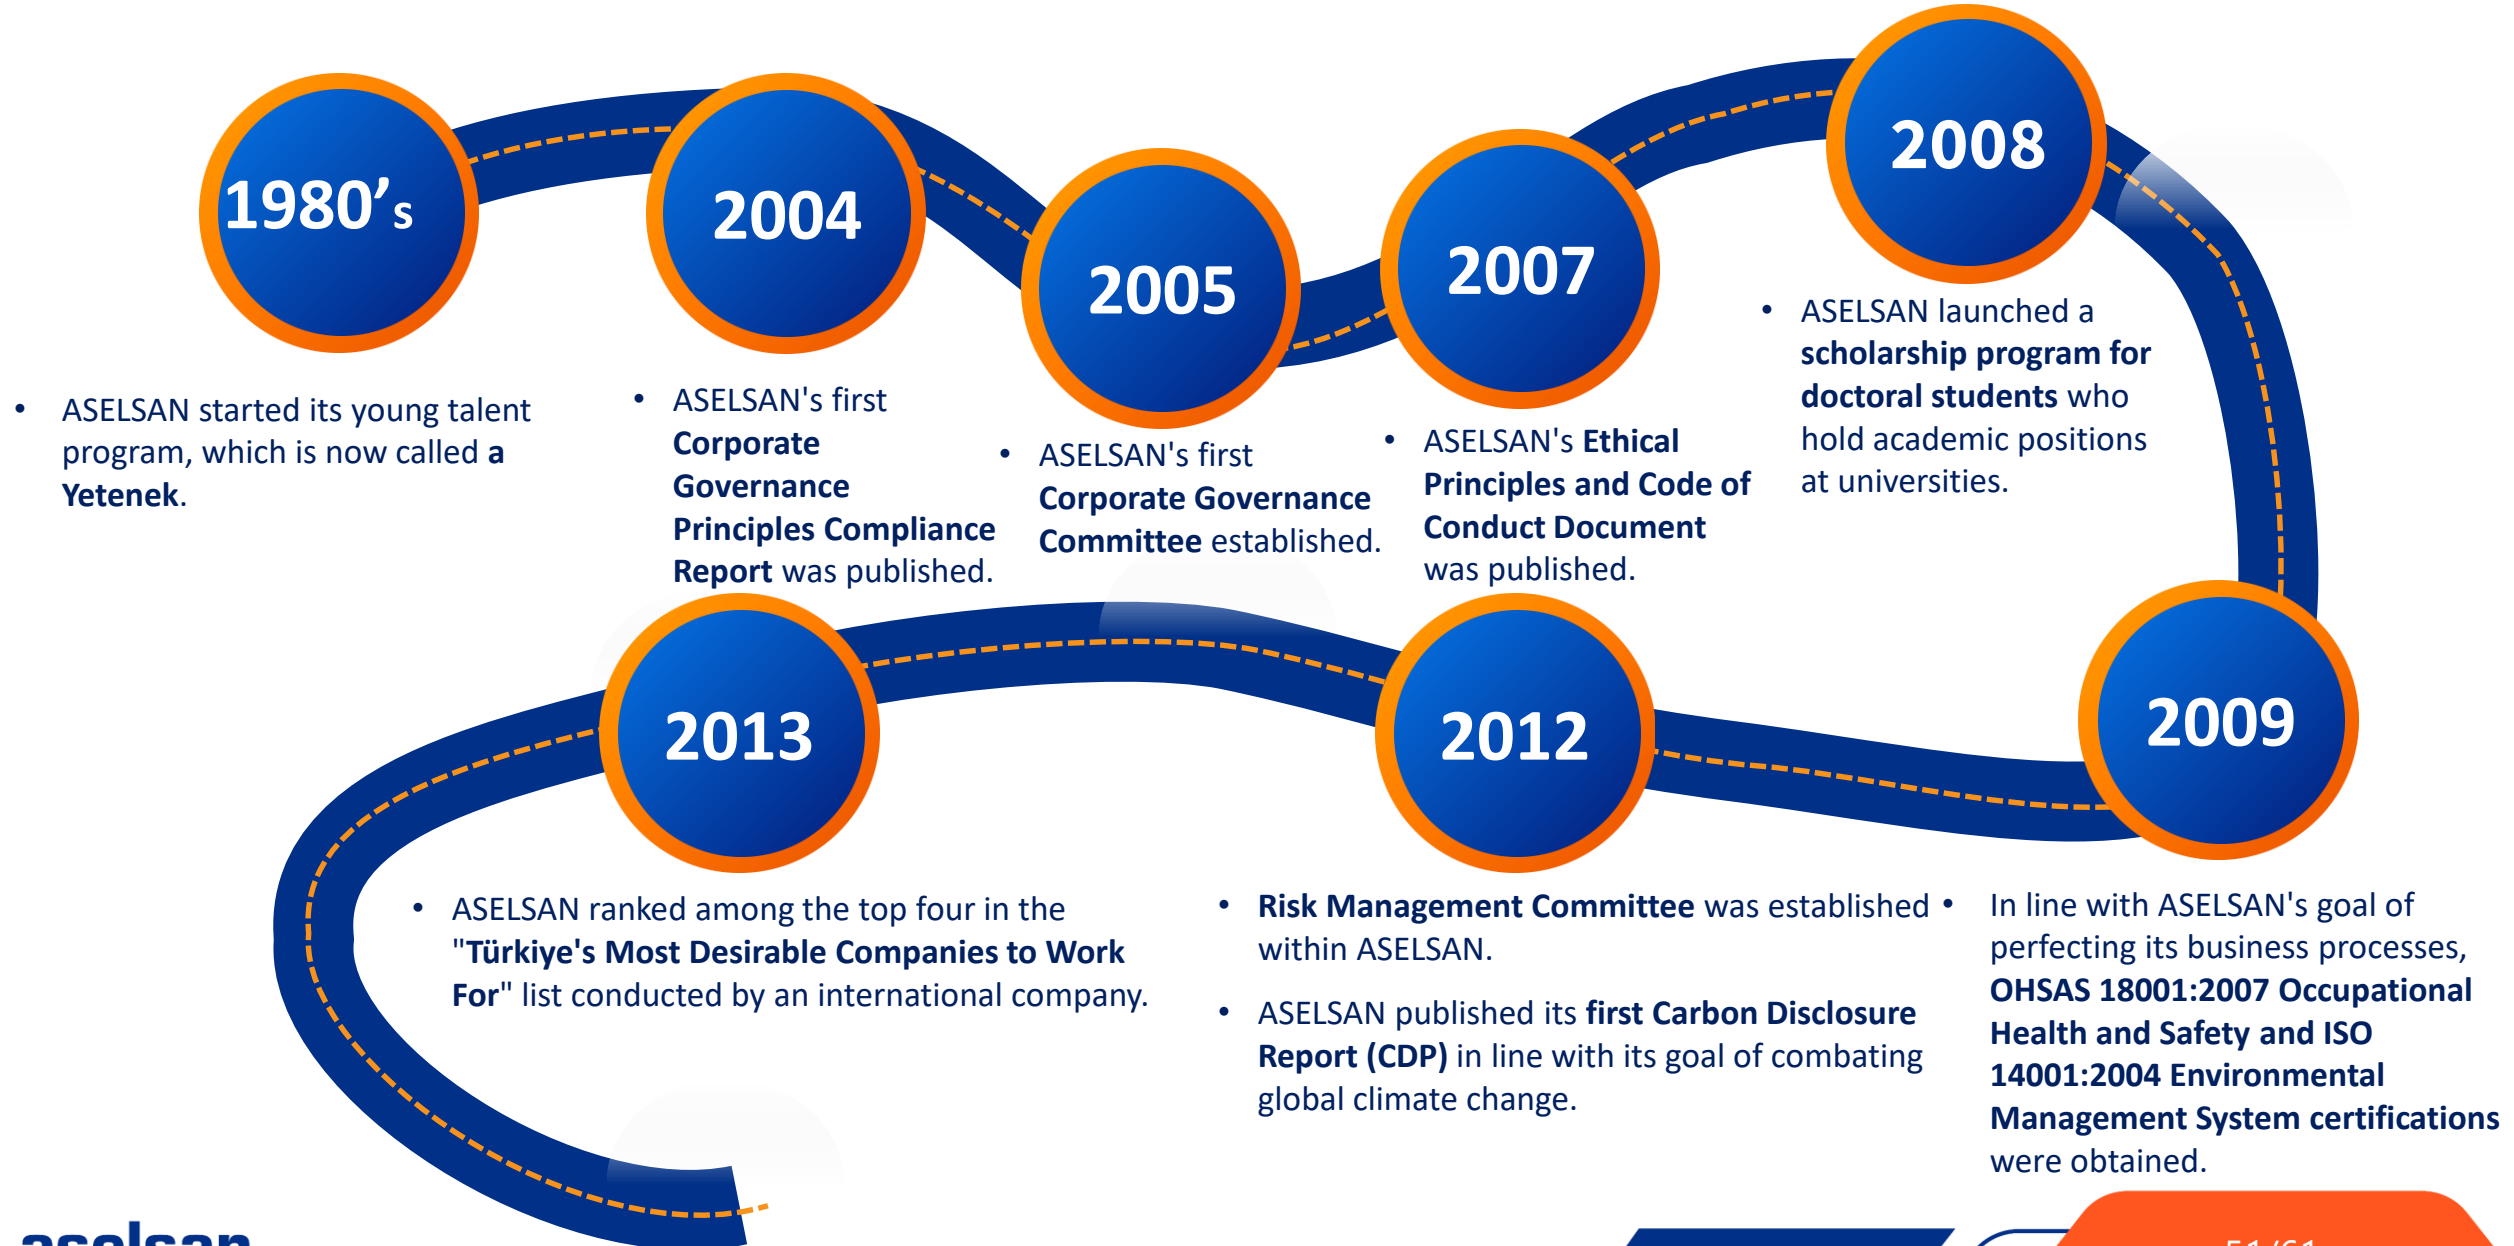 1980’s
• ASELSAN started its young talent
program, which is now called a
Yetenek.
2004
• ASELSAN's first
Corporate
Governance
Principles Compliance
Report was published.
2005
• ASELSAN's first
Corporate Governance
Committee established.
2007
• ASELSAN's Ethical
Principles and Code of
Conduct Document
was published.
2008
• ASELSAN launched a
scholarship program for
doctoral students who
hold academic positions
at universities.
2009
• In line with ASELSAN's goal of
perfecting its business processes,
OHSAS 18001:2007 Occupational
Health and Safety and ISO
14001:2004 Environmental
Management System certifications
were obtained.
2012
• Risk Management Committee was established
within ASELSAN.
• ASELSAN published its first Carbon Disclosure
Report (CDP) in line with its goal of combating
global climate change.
2013
• ASELSAN ranked among the top four in the
"Türkiye's Most Desirable Companies to Work
For" list conducted by an international company.
aselsan
51/61